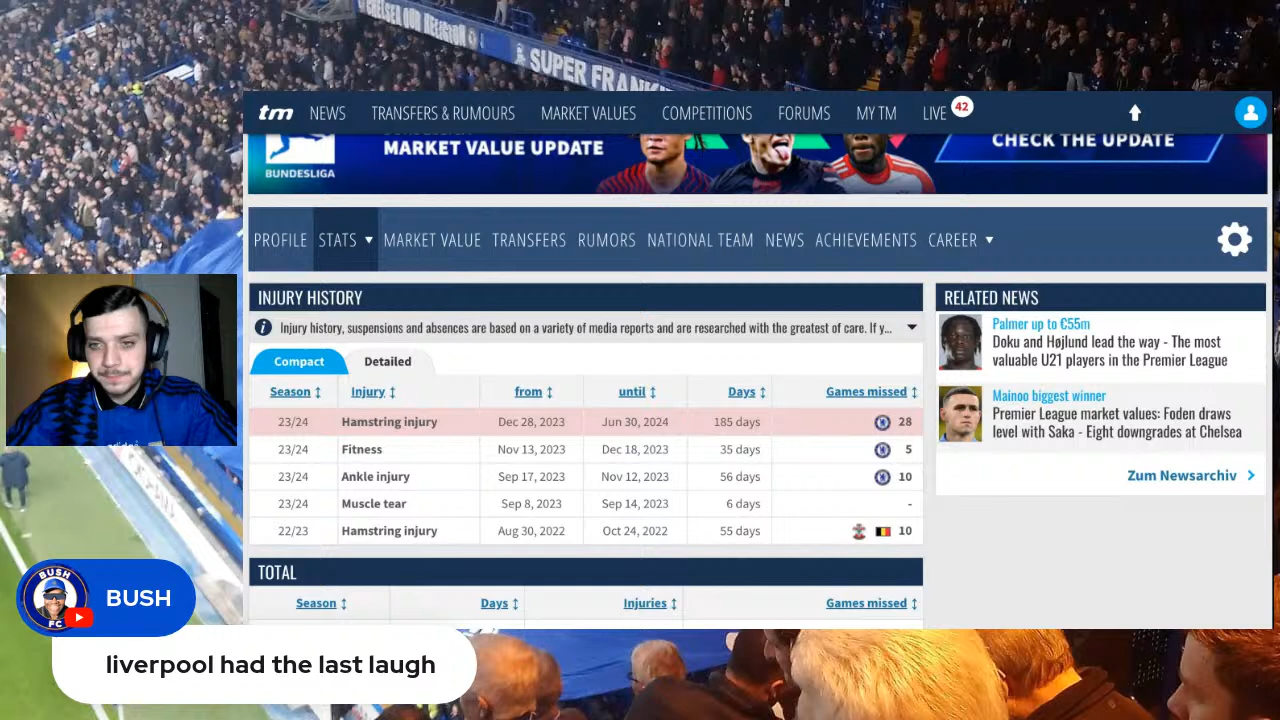 CHELSEA OUR RELIGION
SUPER FRANK
tm NEWS TRANSFERS & RUMOURS MARKET VALUES COMPETITIONS FORUMS MY TM LIVE 42
BUNDESLIGA
MARKET VALUE UPDATE
CHECK THE UPDATE
PROFILE STATS MARKET VALUE TRANSFERS RUMORS NATIONAL TEAM NEWS ACHIEVEMENTS CAREER
INJURY HISTORY
Injury history, suspensions and absences are based on a variety of media reports and are researched with the greatest of care. If y...
Compact Detailed
Season Injury from until Days Games missed
23/24 Hamstring injury Dec 28, 2023 Jun 30, 2024 185 days 28
23/24 Fitness Nov 13, 2023 Dec 18, 2023 35 days 5
23/24 Ankle injury Sep 17, 2023 Nov 12, 2023 56 days 10
23/24 Muscle tear Sep 8, 2023 Sep 14, 2023 6 days -
22/23 Hamstring injury Aug 30, 2022 Oct 24, 2022 55 days 10
TOTAL
Season Days Injuries Games missed
RELATED NEWS
Palmer up to €55m
Doku and Højlund lead the way - The most
valuable U21 players in the Premier League
Mainoo biggest winner
Premier League market values: Foden draws
level with Saka - Eight downgrades at Chelsea
Zum Newsarchiv
adidas
BUSH
FC
BUSH
liverpool had the last laugh